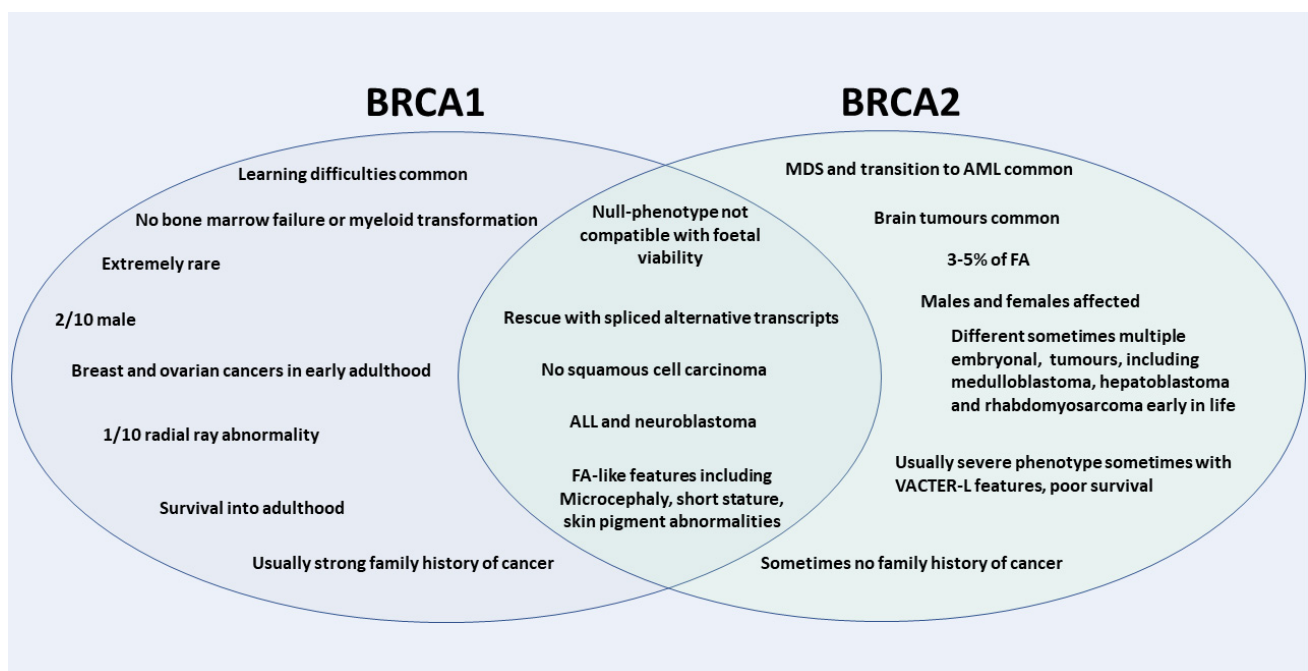 BRCA1
BRCA2
Learning difficulties common
No bone marrow failure or myeloid transformation
Extremely rare
2/10 male
Breast and ovarian cancers in early adulthood
1/10 radial ray abnormality
Survival into adulthood
Usually strong family history of cancer
Null-phenotype not
compatible with foetal
viability
Rescue with spliced alternative transcripts
No squamous cell carcinoma
ALL and neuroblastoma
FA-like features including
Microcephaly, short stature,
skin pigment abnormalities
MDS and transition to AML common
Brain tumours common
3-5% of FA
Males and females affected
Different sometimes multiple
embryonal, tumours, including
medulloblastoma, hepatoblastoma
and rhabdomyosarcoma early in life
Usually severe phenotype sometimes with
VACTER-L features, poor survival
Sometimes no family history of cancer